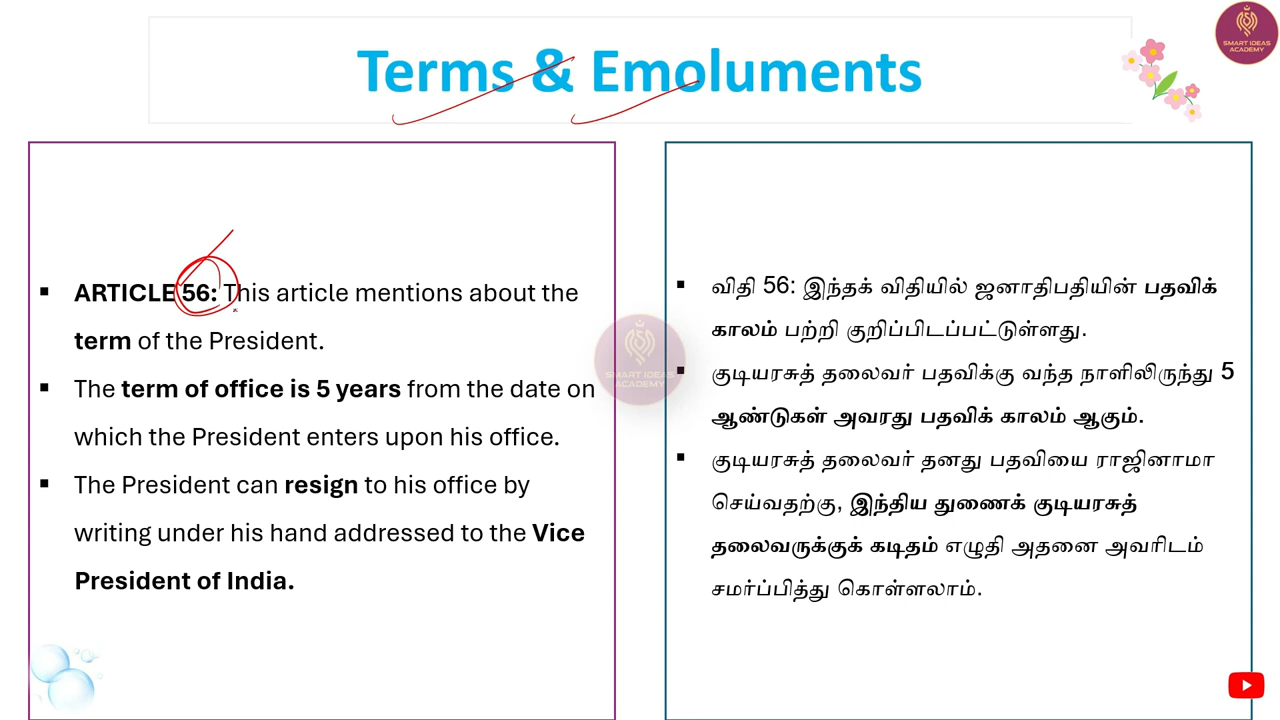 Terms & Emoluments
SMART IDEAS
ACADEMY
▪ ARTICLE 56: This article mentions about the
term of the President.
▪ The term of office is 5 years from the date on
which the President enters upon his office.
▪ The President can resign to his office by
writing under his hand addressed to the Vice
President of India.
▪ விதி 56: இந்தக் விதியில் ஜனாதிபதியின் பதவிக்
காலம் பற்றி குறிப்பிடப்பட்டுள்ளது.
▪ குடியரசுத் தலைவர் பதவிக்கு வந்த நாளிலிருந்து 5
ஆண்டுகள் அவரது பதவிக் காலம் ஆகும்.
▪ குடியரசுத் தலைவர் தனது பதவியை ராஜினாமா
செய்வதற்கு, இந்திய துணைக் குடியரசுத்
தலைவருக்குக் கடிதம் எழுதி அதனை அவரிடம்
சமர்ப்பித்து கொள்ளலாம்.
SMART IDEAS
ACADEMY